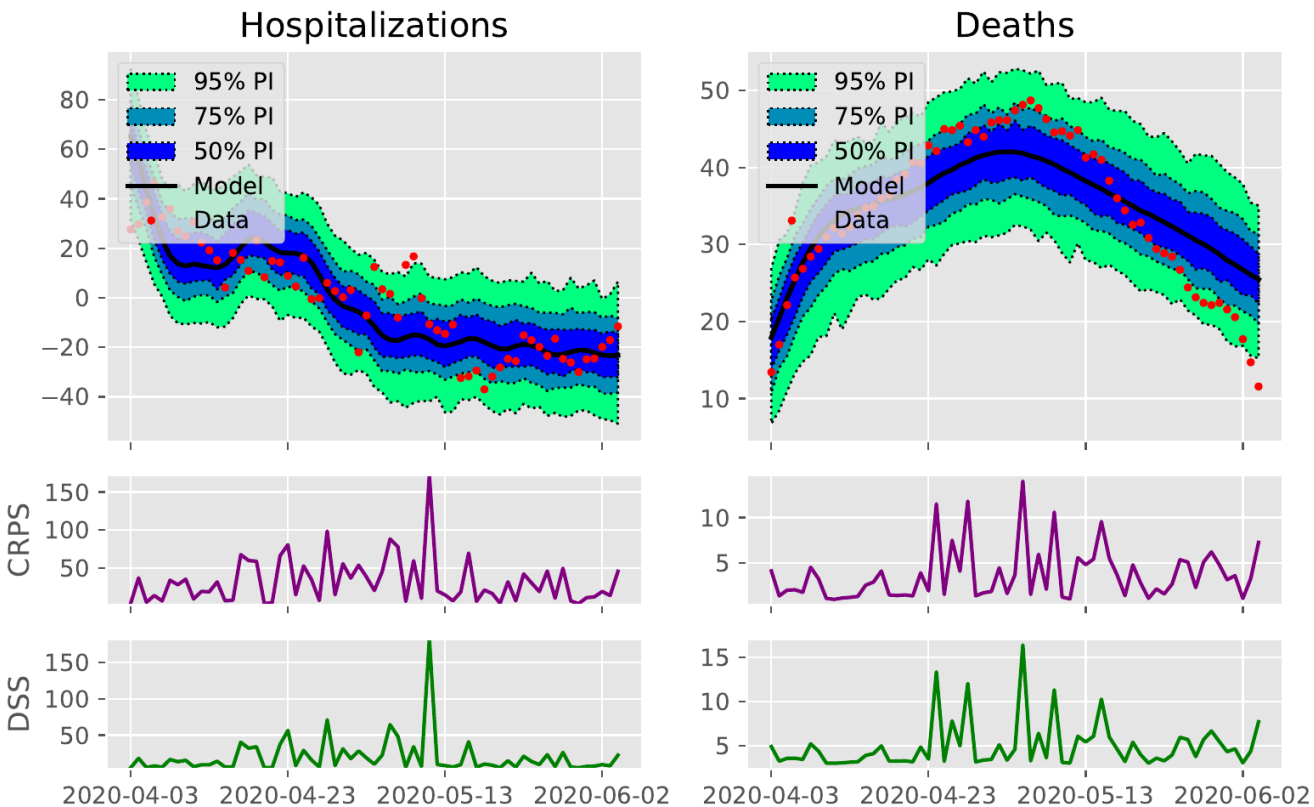 Hospitalizations
95% PI
75% PI
50% PI
Model
Data
80
60
40
20
0
−20
−40
Deaths
95% PI
75% PI
50% PI
Model
Data
50
40
30
20
10
CRPS
150
100
50
10
5
DSS
150
100
50
15
10
5
2020-04-03 2020-04-23 2020-05-13 2020-06-02
2020-04-03 2020-04-23 2020-05-13 2020-06-02